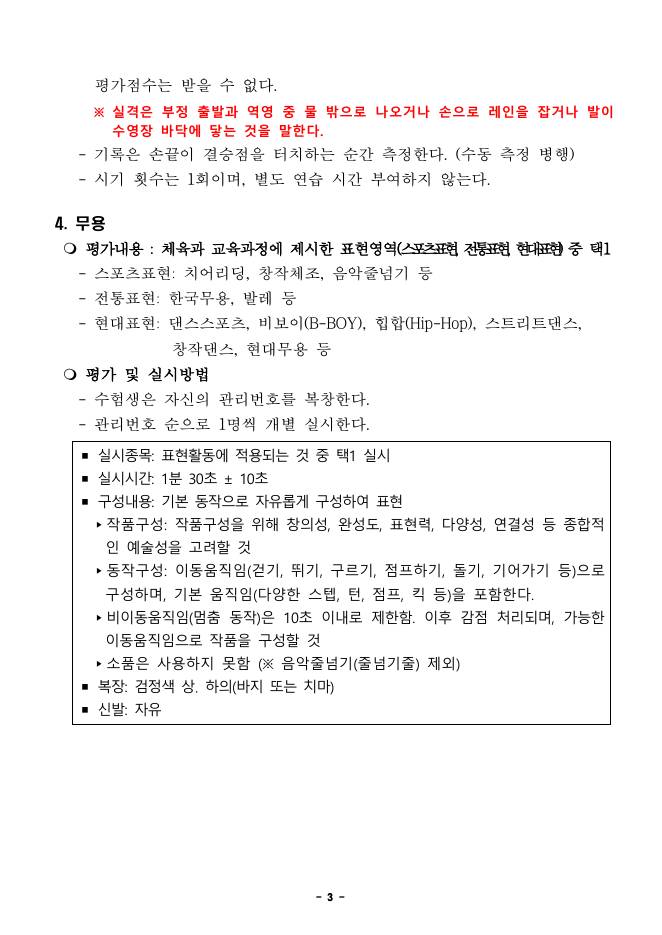 평가점수는 받을 수 없다.
※ 실격은 부정 출발과 역영 중 물 밖으로 나오거나 손으로 레인을 잡거나 발이
수영장 바닥에 닿는 것을 말한다.
- 기록은 손끝이 결승점을 터치하는 순간 측정한다. (수동 측정 병행)
- 시기 횟수는 1회이며, 별도 연습 시간 부여하지 않는다.
4. 무용
❍ 평가내용 : 체육과 교육과정에 제시한 표현영역(스포츠표현, 전통표현, 현대표현) 중 택1
- 스포츠표현: 치어리딩, 창작체조, 음악줄넘기 등
- 전통표현: 한국무용, 발레 등
- 현대표현: 댄스스포츠, 비보이(B-BOY), 힙합(Hip-Hop), 스트리트댄스,
창작댄스, 현대무용 등
❍ 평가 및 실시방법
- 수험생은 자신의 관리번호를 복창한다.
- 관리번호 순으로 1명씩 개별 실시한다.
▪ 실시종목: 표현활동에 적용되는 것 중 택1 실시
▪ 실시시간: 1분 30초 ± 10초
▪ 구성내용: 기본 동작으로 자유롭게 구성하여 표현
▸작품구성: 작품구성을 위해 창의성, 완성도, 표현력, 다양성, 연결성 등 종합적
인 예술성을 고려할 것
▸동작구성: 이동움직임(걷기, 뛰기, 구르기, 점프하기, 돌기, 기어가기 등)으로
구성하며, 기본 움직임(다양한 스텝, 턴, 점프, 킥 등)을 포함한다.
▸비이동움직임(멈춤 동작)은 10초 이내로 제한함. 이후 감점 처리되며, 가능한
이동움직임으로 작품을 구성할 것
▸소품은 사용하지 못함 (※ 음악줄넘기(줄넘기줄) 제외)
▪ 복장: 검정색 상. 하의(바지 또는 치마)
▪ 신발: 자유
- 3 -